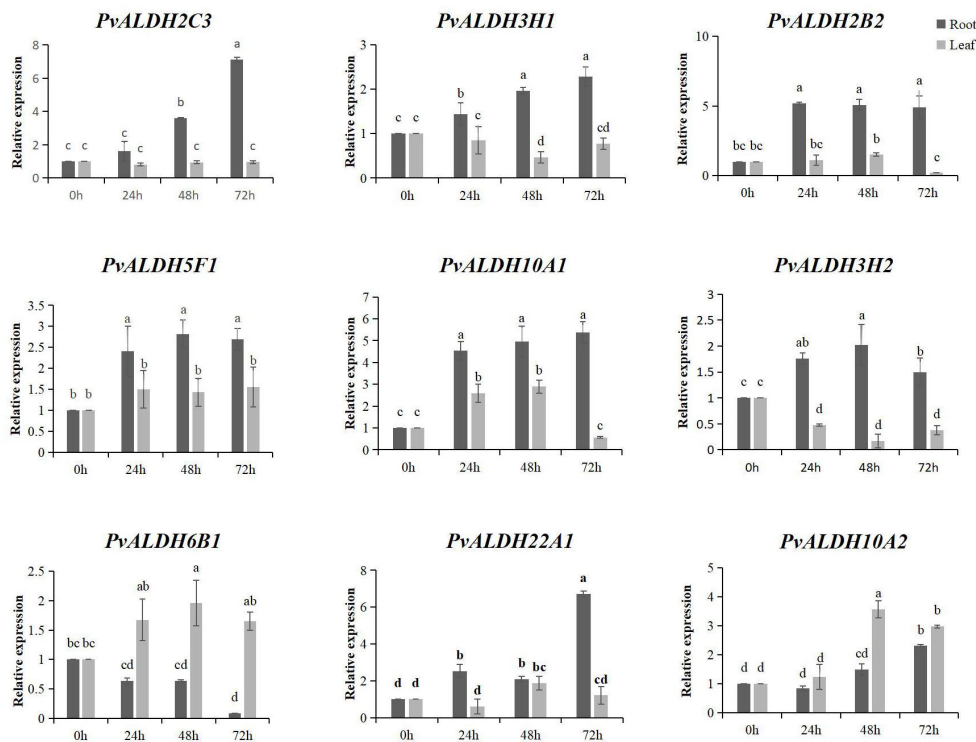 PvALDH2C3
PvALDH3H1
PvALDH2B2
Root
Leaf
Relative expression
8
6
4
2
0
c c c c b c a c
0h 24h 48h 72h
Relative expression
3
2
1
0
c c b c a d a cd
0h 24h 48h 72h
Relative expression
10
5
0
bc bc a bc a b a c
0h 24h 48h 72h
PvALDH5F1
PvALDH10A1
PvALDH3H2
Relative expression
3.5
3
2.5
2
1.5
1
0.5
0
b b a b a b a b
0h 24h 48h 72h
Relative expression
7
6
5
4
3
2
1
0
c c a b a b a c
0h 24h 48h 72h
Relative expression
3
2.5
2
1.5
1
0.5
0
c c ab d a d b d
0h 24h 48h 72h
PvALDH6B1
PvALDH22A1
PvALDH10A2
Relative expression
2.5
2
1.5
1
0.5
0
bc bc cd ab cd a d ab
0h 24h 48h 72h
Relative expression
8
6
4
2
0
d d b d b bc a cd
0h 24h 48h 72h
Relative expression
5
4
3
2
1
0
d d d d cd a b b
0h 24h 48h 72h